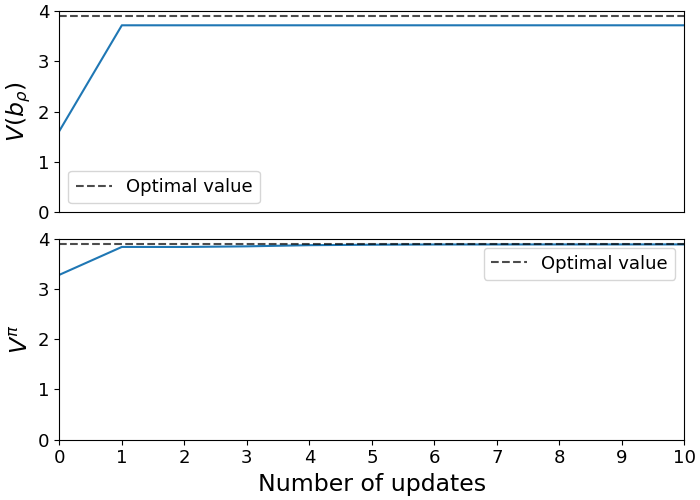 4
3
2
1
0
V(b_ρ)
Optimal value
4
3
2
1
0
V^π
Optimal value
0 1 2 3 4 5 6 7 8 9 10
Number of updates